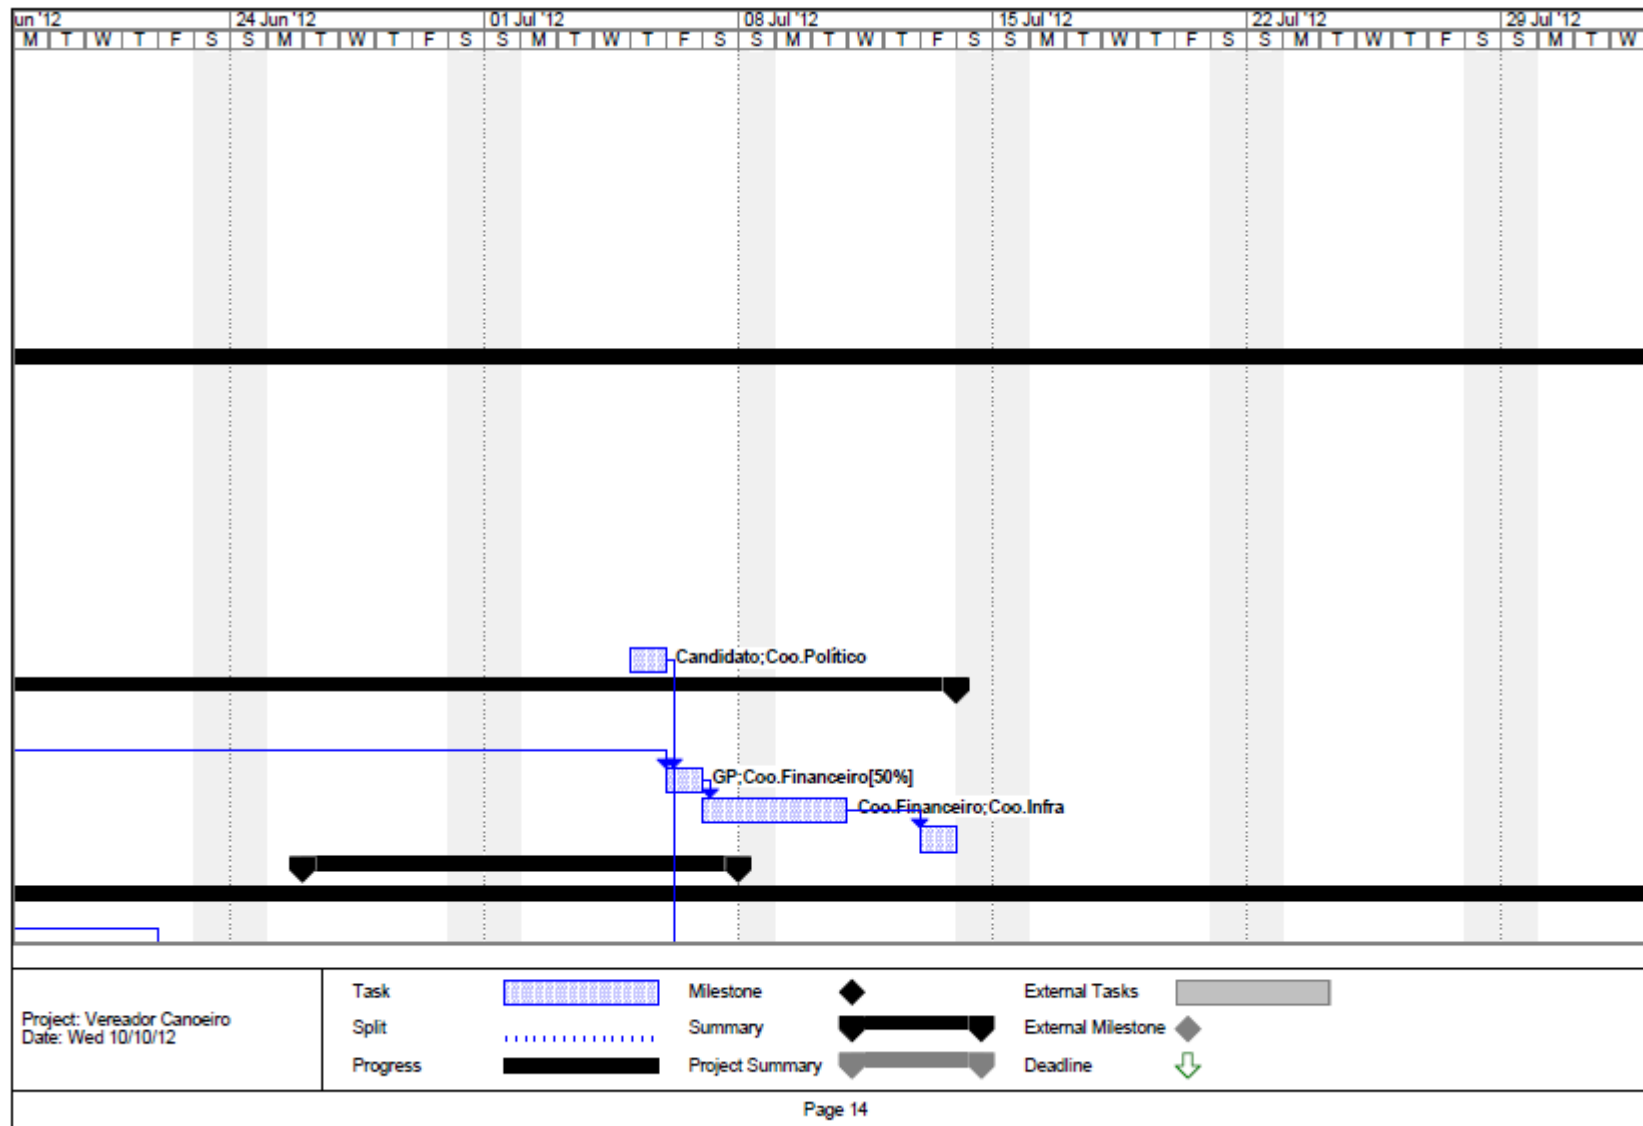 un '12 24 Jun '12 01 Jul '12 08 Jul '12 15 Jul '12 22 Jul '12 29 Jul '12
M T W T F S S M T W T F S S M T W T F S S M T W T F S S M T W T F S S M T W T F S S M T W
Candidato;Coo.Político
GP;Coo.Financeiro[50%]
Coo.Financeiro;Coo.Infra
Task Milestone External Tasks
Project: Vereador Canoeiro
Date: Wed 10/10/12
Split Summary External Milestone
Progress Project Summary Deadline
Page 14